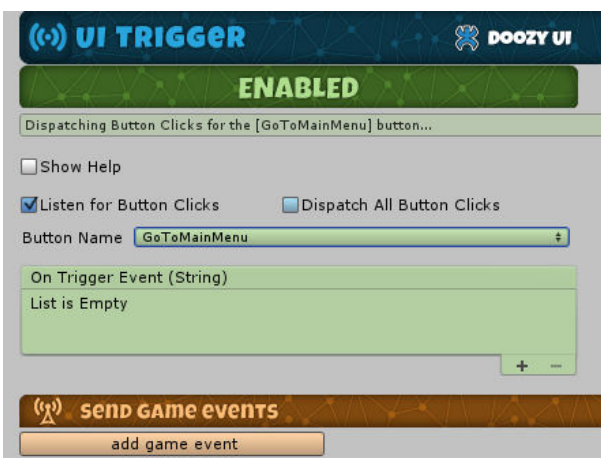 UI TRIGGER DOOZY UI
ENABLED
Dispatching Button Clicks for the [GoToMainMenu] button...
Show Help
Listen for Button Clicks Dispatch All Button Clicks
Button Name GoToMainMenu
On Trigger Event (String)
List is Empty
+ −
SEND GAME EVENTS
add game event